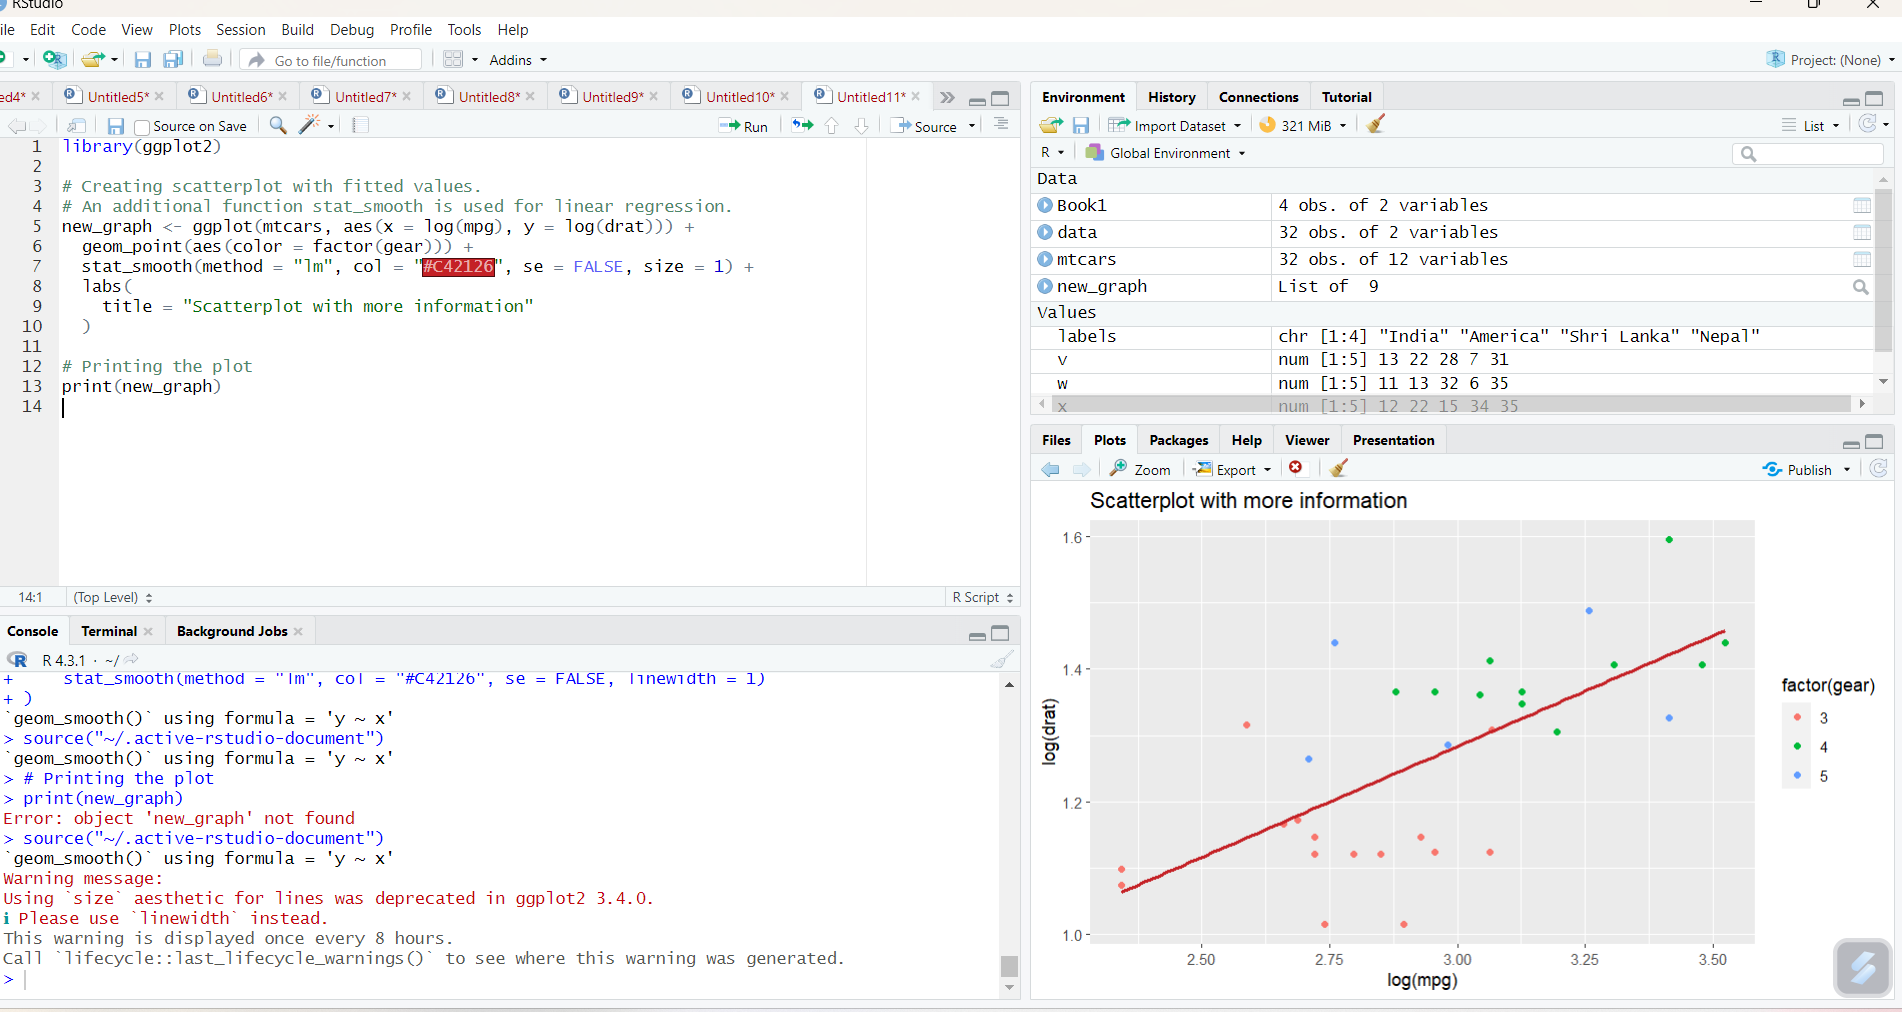 RStudio
ile Edit Code View Plots Session Build Debug Profile Tools Help
Go to file/function Addins Project: (None)
ed4* Untitled5* Untitled6* Untitled7* Untitled8* Untitled9* Untitled10* Untitled11*
Source on Save Run Source
1 library(ggplot2)
2
3 # Creating scatterplot with fitted values.
4 # An additional function stat_smooth is used for linear regression.
5 new_graph <- ggplot(mtcars, aes(x = log(mpg), y = log(drat))) +
6 geom_point(aes(color = factor(gear))) +
7 stat_smooth(method = "lm", col = "#C42126", se = FALSE, size = 1) +
8 labs(
9 title = "Scatterplot with more information"
10 )
11
12 # Printing the plot
13 print(new_graph)
14
14:1 (Top Level) R Script
Console Terminal Background Jobs
R 4.3.1 · ~/
+ stat_smooth(method = "lm", col = "#C42126", se = FALSE, linewidth = 1)
+ )
`geom_smooth()` using formula = 'y ~ x'
> source("~/.active-rstudio-document")
`geom_smooth()` using formula = 'y ~ x'
> # Printing the plot
> print(new_graph)
Error: object 'new_graph' not found
> source("~/.active-rstudio-document")
`geom_smooth()` using formula = 'y ~ x'
Warning message:
Using `size` aesthetic for lines was deprecated in ggplot2 3.4.0.
ℹ Please use `linewidth` instead.
This warning is displayed once every 8 hours.
Call `lifecycle::last_lifecycle_warnings()` to see where this warning was generated.
>
Environment History Connections Tutorial
Import Dataset 321 MiB List
R Global Environment
Data
Book1 4 obs. of 2 variables
data 32 obs. of 2 variables
mtcars 32 obs. of 12 variables
new_graph List of 9
Values
labels chr [1:4] "India" "America" "Shri Lanka" "Nepal"
v num [1:5] 13 22 28 7 31
w num [1:5] 11 13 32 6 35
x num [1:5] 12 22 15 34 35
Files Plots Packages Help Viewer Presentation
Zoom Export Publish
Scatterplot with more information
1.6
1.4
1.2
1.0
log(drat)
2.50 2.75 3.00 3.25 3.50
log(mpg)
factor(gear)
3
4
5